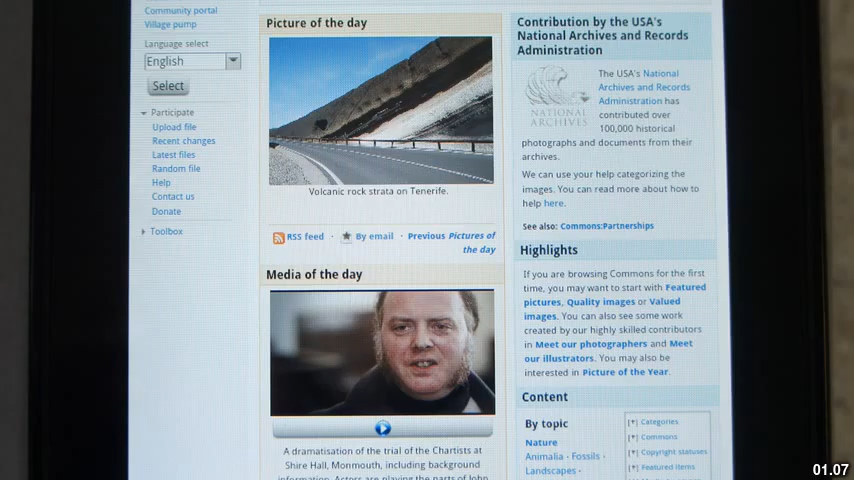 Community portal
Village pump
Language select
English
Select
Participate
Upload file
Recent changes
Latest files
Random file
Help
Contact us
Donate
Toolbox
Picture of the day
Volcanic rock strata on Tenerife.
RSS feed · By email · Previous Pictures of
the day
Media of the day
A dramatisation of the trial of the Chartists at
Shire Hall, Monmouth, including background
information. Actors are playing the parts of John
Contribution by the USA's
National Archives and Records
Administration
NATIONAL
ARCHIVES
The USA's National
Archives and Records
Administration has
contributed over
100,000 historical
photographs and documents from their
archives.
We can use your help categorizing the
images. You can read more about how to
help here.
See also: Commons:Partnerships
Highlights
If you are browsing Commons for the first
time, you may want to start with Featured
pictures, Quality images or Valued
images. You can also see some work
created by our highly skilled contributors
in Meet our photographers and Meet
our illustrators. You may also be
interested in Picture of the Year.
Content
By topic
Nature
Animalia · Fossils ·
Landscapes ·
[+] Categories
[+] Commons
[+] Copyright statuses
[+] Featured items
01.07